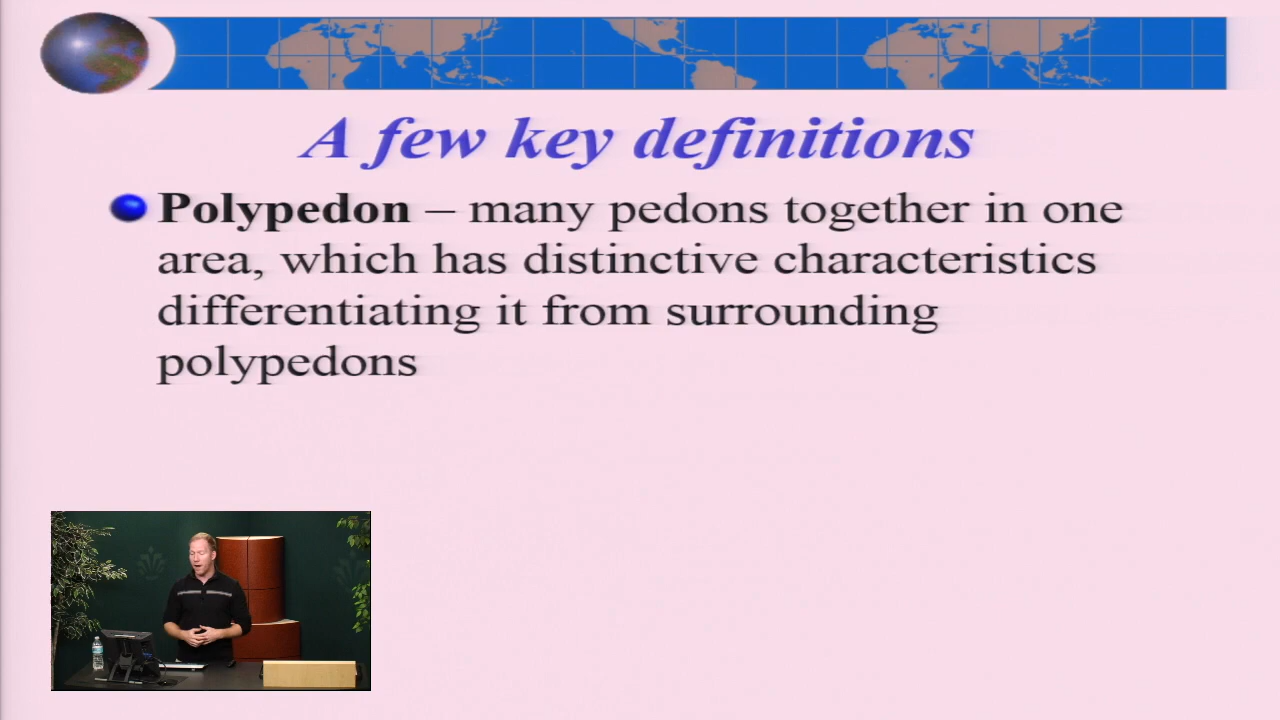 A few key definitions
Polypedon – many pedons together in one
area, which has distinctive characteristics
differentiating it from surrounding
polypedons